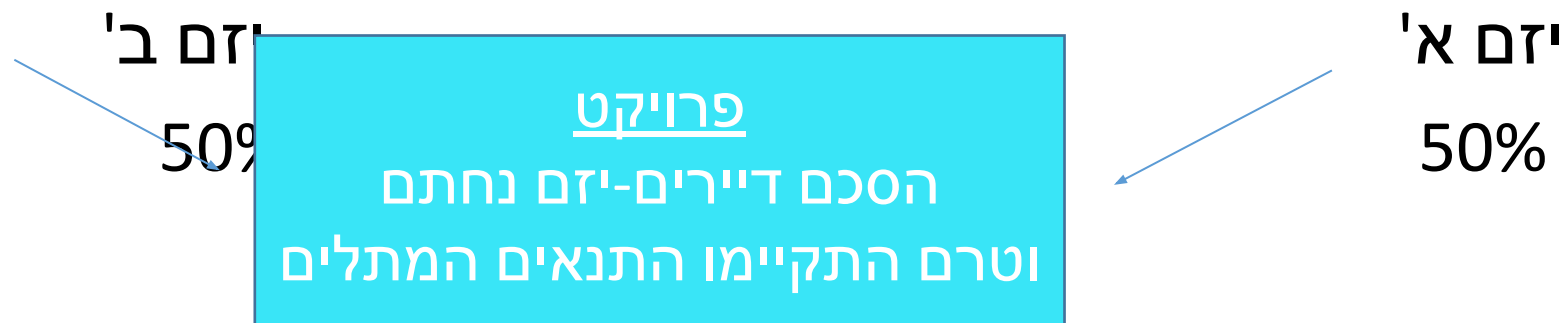 יזם א'
50%
יזם ב'
50%
פרויקט
הסכם דיירים-יזם נחתם
וטרם התקיימו התנאים המתלים